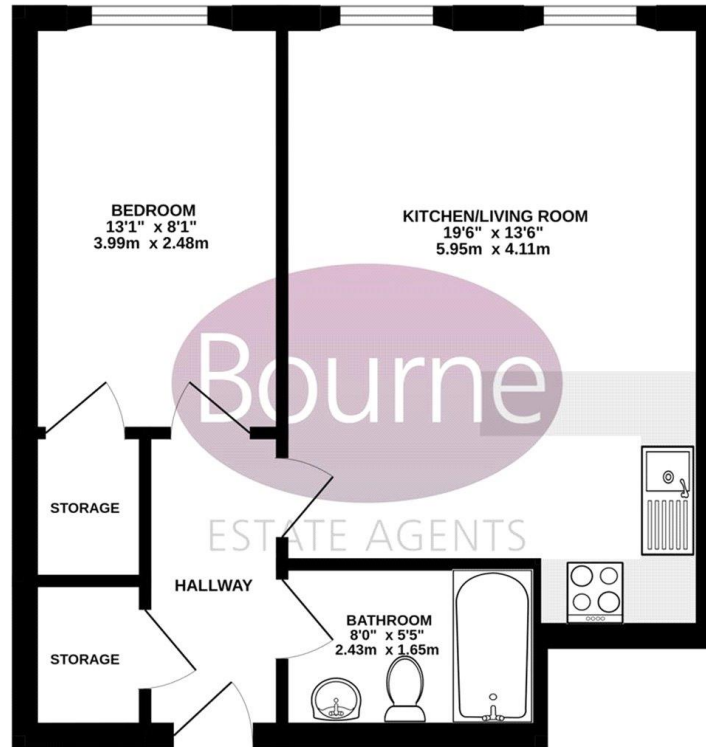 BEDROOM
13'1" x 8'1"
3.99m x 2.48m
KITCHEN/LIVING ROOM
19'6" x 13'6"
5.95m x 4.11m
Bourne
ESTATE AGENTS
STORAGE
HALLWAY
STORAGE
BATHROOM
8'0" x 5'5"
2.43m x 1.65m